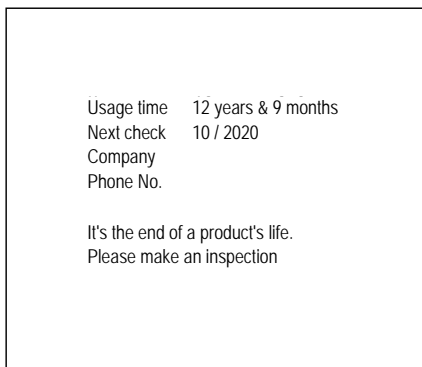 Usage time 12 years & 9 months
Next check 10 / 2020
Company
Phone No.
It's the end of a product's life.
Please make an inspection